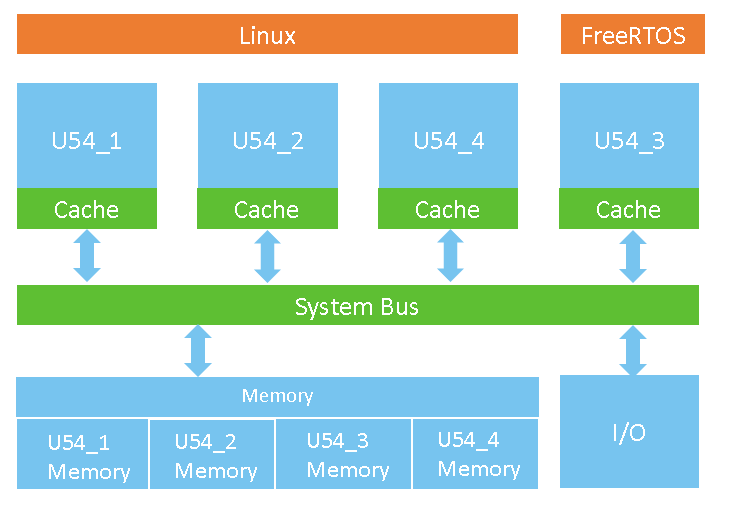 Linux
FreeRTOS
U54_1
U54_2
U54_4
U54_3
Cache
Cache
Cache
Cache
System Bus
Memory
U54_1
Memory
U54_2
Memory
U54_3
Memory
U54_4
Memory
I/O